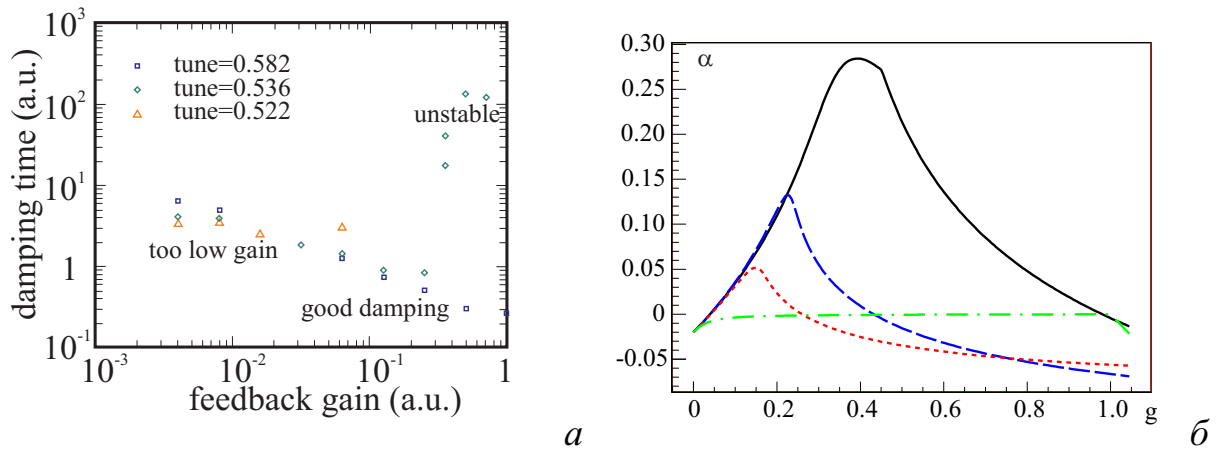 10³
10²
10¹
1
10⁻¹
10⁻³
10⁻²
10⁻¹
1
damping time (a.u.)
feedback gain (a.u.)
tune=0.582
tune=0.536
tune=0.522
unstable
too low gain
good damping
а
0.30
0.25
0.20
0.15
0.10
0.05
0
-0.05
α
0
0.2
0.4
0.6
0.8
1.0
g
б